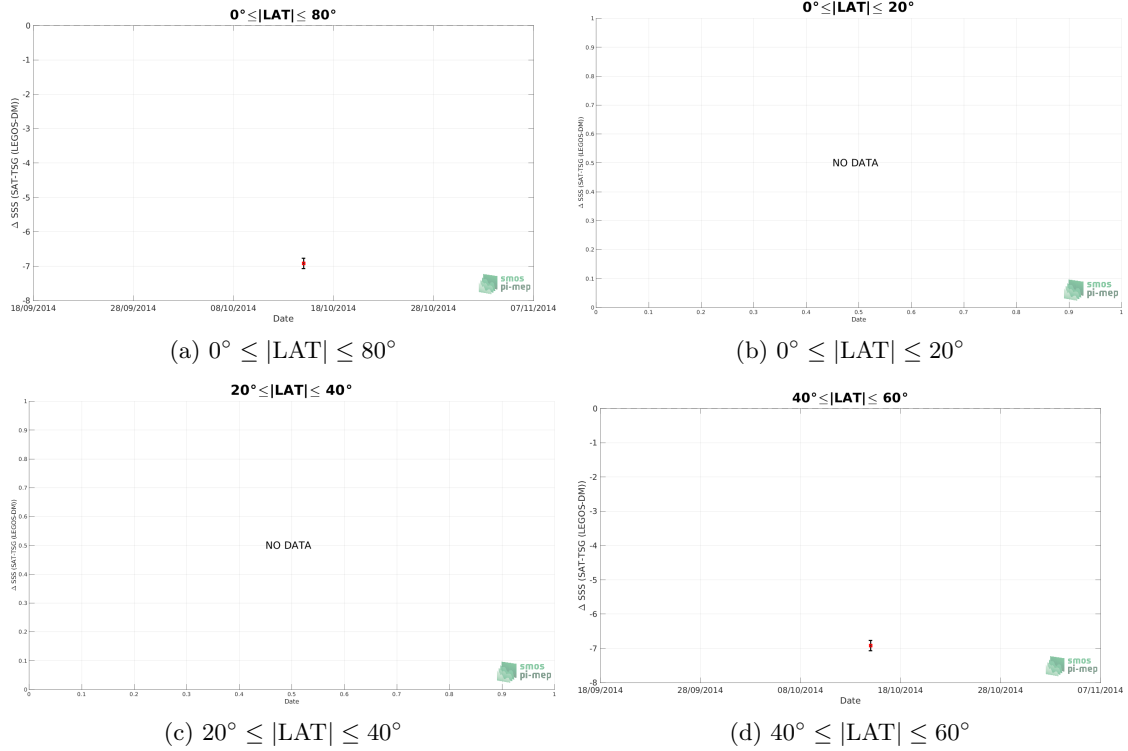 0°≤|LAT|≤ 80°
0
-1
-2
-3
-4
-5
-6
-7
-8
Δ SSS (SAT-TSG (LEGOS-DM))
18/09/2014 28/09/2014 08/10/2014 18/10/2014 28/10/2014 07/11/2014
Date
smos
pi-mep
(a) 0° ≤ |LAT| ≤ 80°
0°≤|LAT|≤ 20°
1
0.9
0.8
0.7
0.6
0.5
0.4
0.3
0.2
0.1
0
Δ SSS (SAT-TSG (LEGOS-DM))
NO DATA
0 0.1 0.2 0.3 0.4 0.5 0.6 0.7 0.8 0.9 1
Date
smos
pi-mep
(b) 0° ≤ |LAT| ≤ 20°
20°≤|LAT|≤ 40°
1
0.9
0.8
0.7
0.6
0.5
0.4
0.3
0.2
0.1
0
Δ SSS (SAT-TSG (LEGOS-DM))
NO DATA
0 0.1 0.2 0.3 0.4 0.5 0.6 0.7 0.8 0.9 1
Date
smos
pi-mep
(c) 20° ≤ |LAT| ≤ 40°
40°≤|LAT|≤ 60°
0
-1
-2
-3
-4
-5
-6
-7
-8
Δ SSS (SAT-TSG (LEGOS-DM))
18/09/2014 28/09/2014 08/10/2014 18/10/2014 28/10/2014 07/11/2014
Date
smos
pi-mep
(d) 40° ≤ |LAT| ≤ 60°